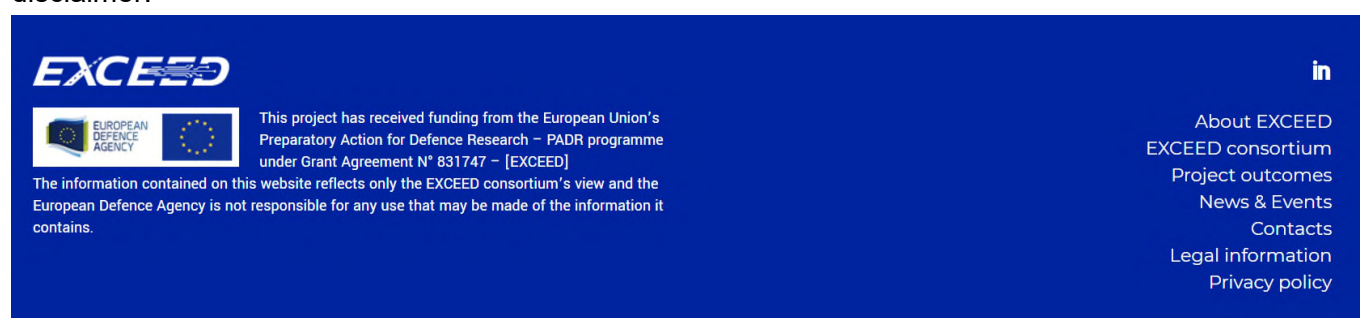 disclaimer.
EXCEED
in
EUROPEAN
DEFENCE
AGENCY
This project has received funding from the European Union's
Preparatory Action for Defence Research – PADR programme
under Grant Agreement N° 831747 – [EXCEED]
The information contained on this website reflects only the EXCEED consortium's view and the
European Defence Agency is not responsible for any use that may be made of the information it
contains.
About EXCEED
EXCEED consortium
Project outcomes
News & Events
Contacts
Legal information
Privacy policy